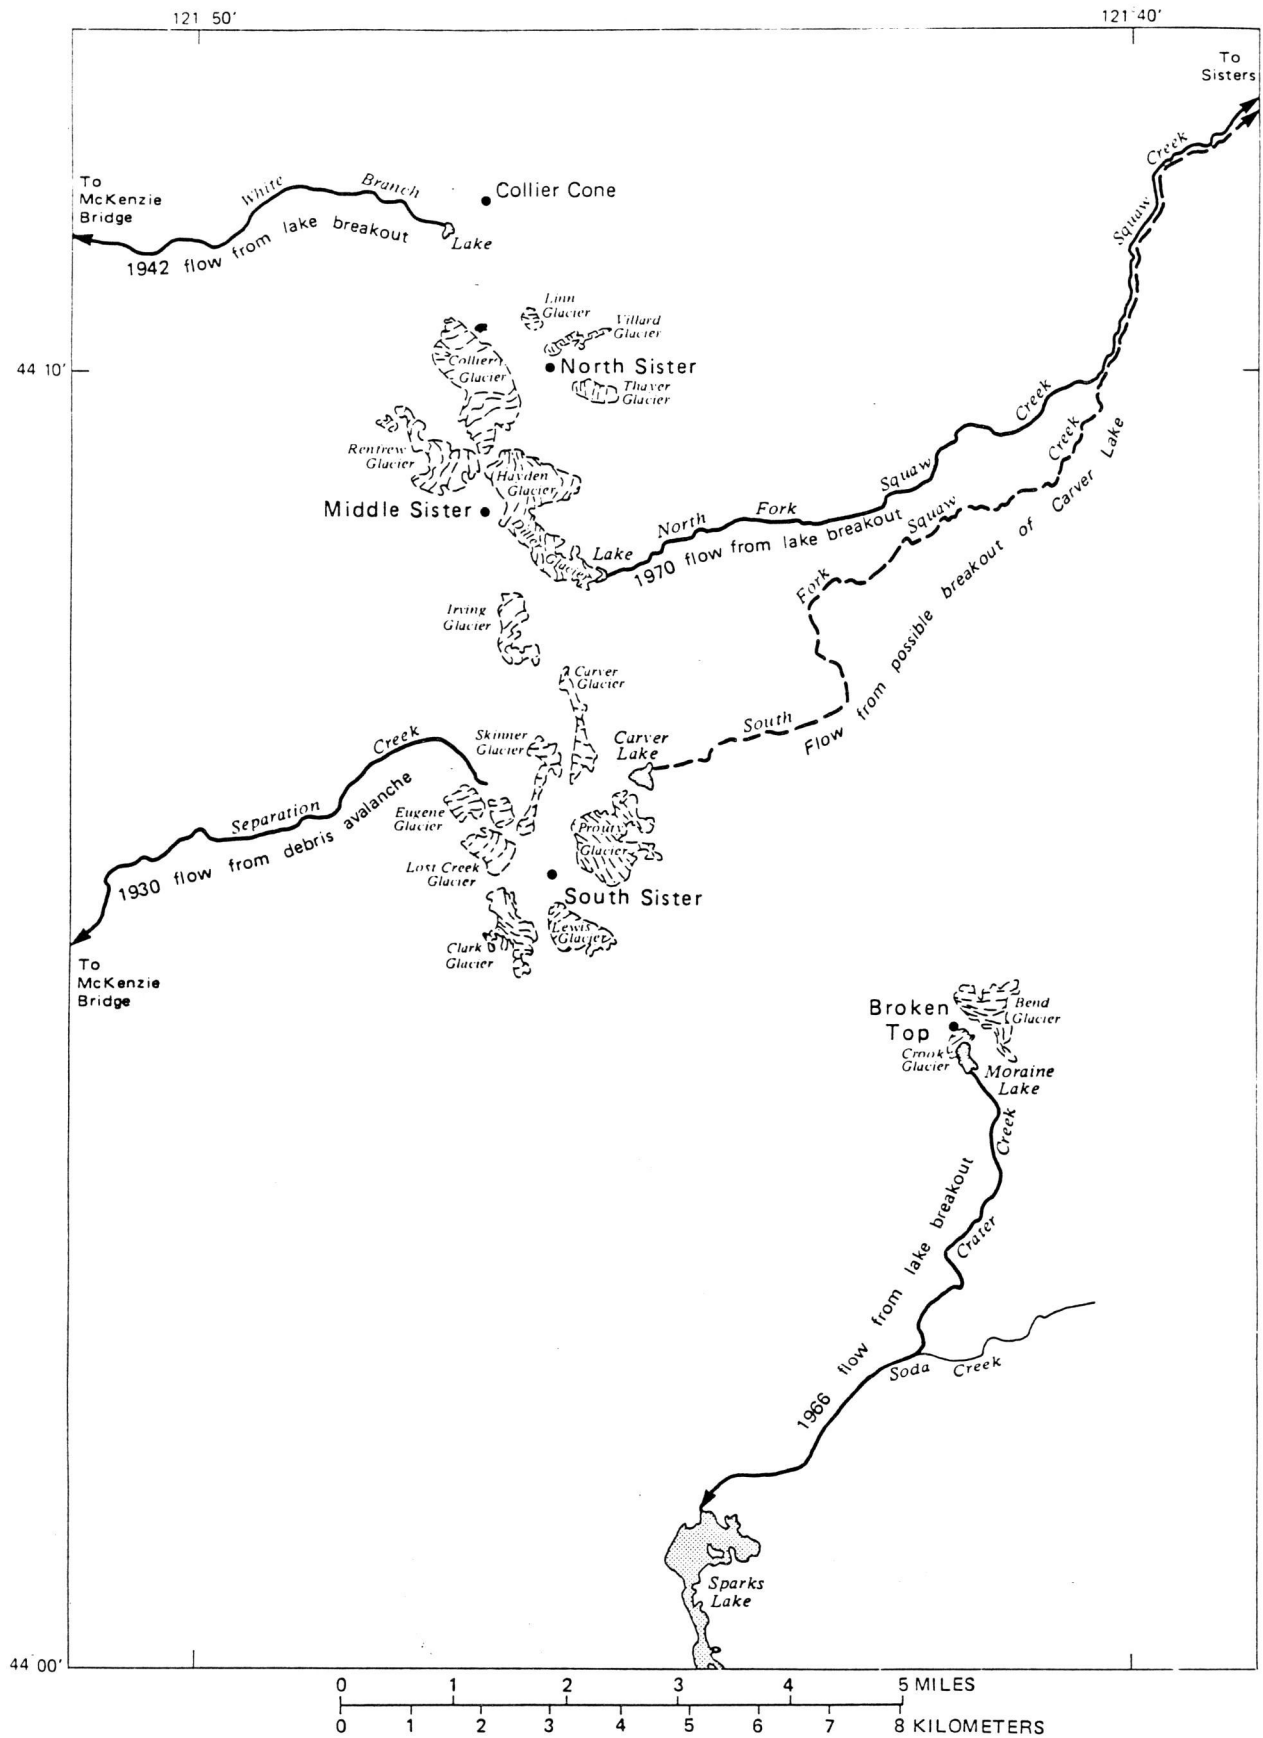 121 50'
121 40'
To
Sisters
Creek
Squaw
To
McKenzie
Bridge
White
Branch
Collier Cone
Lake
1942 flow from lake breakout
Linn
Glacier
Villard
Glacier
44 10'
Collier
Glacier
North Sister
Thayer
Glacier
Creek
Creek
Renfrew
Glacier
Hayden
Glacier
Squaw
Squaw
Middle Sister
North
Fork
Diller
Glacier
Lake
1970 flow from lake breakout
Fork
Flow from possible breakout of Carver Lake
Irving
Glacier
Carver
Glacier
South
Creek
Skinner
Glacier
Carver
Lake
Separation
Eugene
Glacier
Prouty
Glacier
1930 flow from debris avalanche
Lost Creek
Glacier
South Sister
Lewis
Glacier
Clark
Glacier
To
McKenzie
Bridge
Broken
Top
Bend
Glacier
Crook
Glacier
Moraine
Lake
Creek
Crater
1966 flow from lake breakout
Soda Creek
Sparks
Lake
44 00'
0 1 2 3 4 5 MILES
0 1 2 3 4 5 6 7 8 KILOMETERS